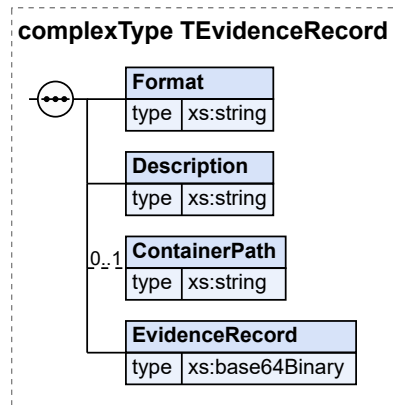 complexType TEvidenceRecord
Format
type xs:string
Description
type xs:string
0..1
ContainerPath
type xs:string
EvidenceRecord
type xs:base64Binary